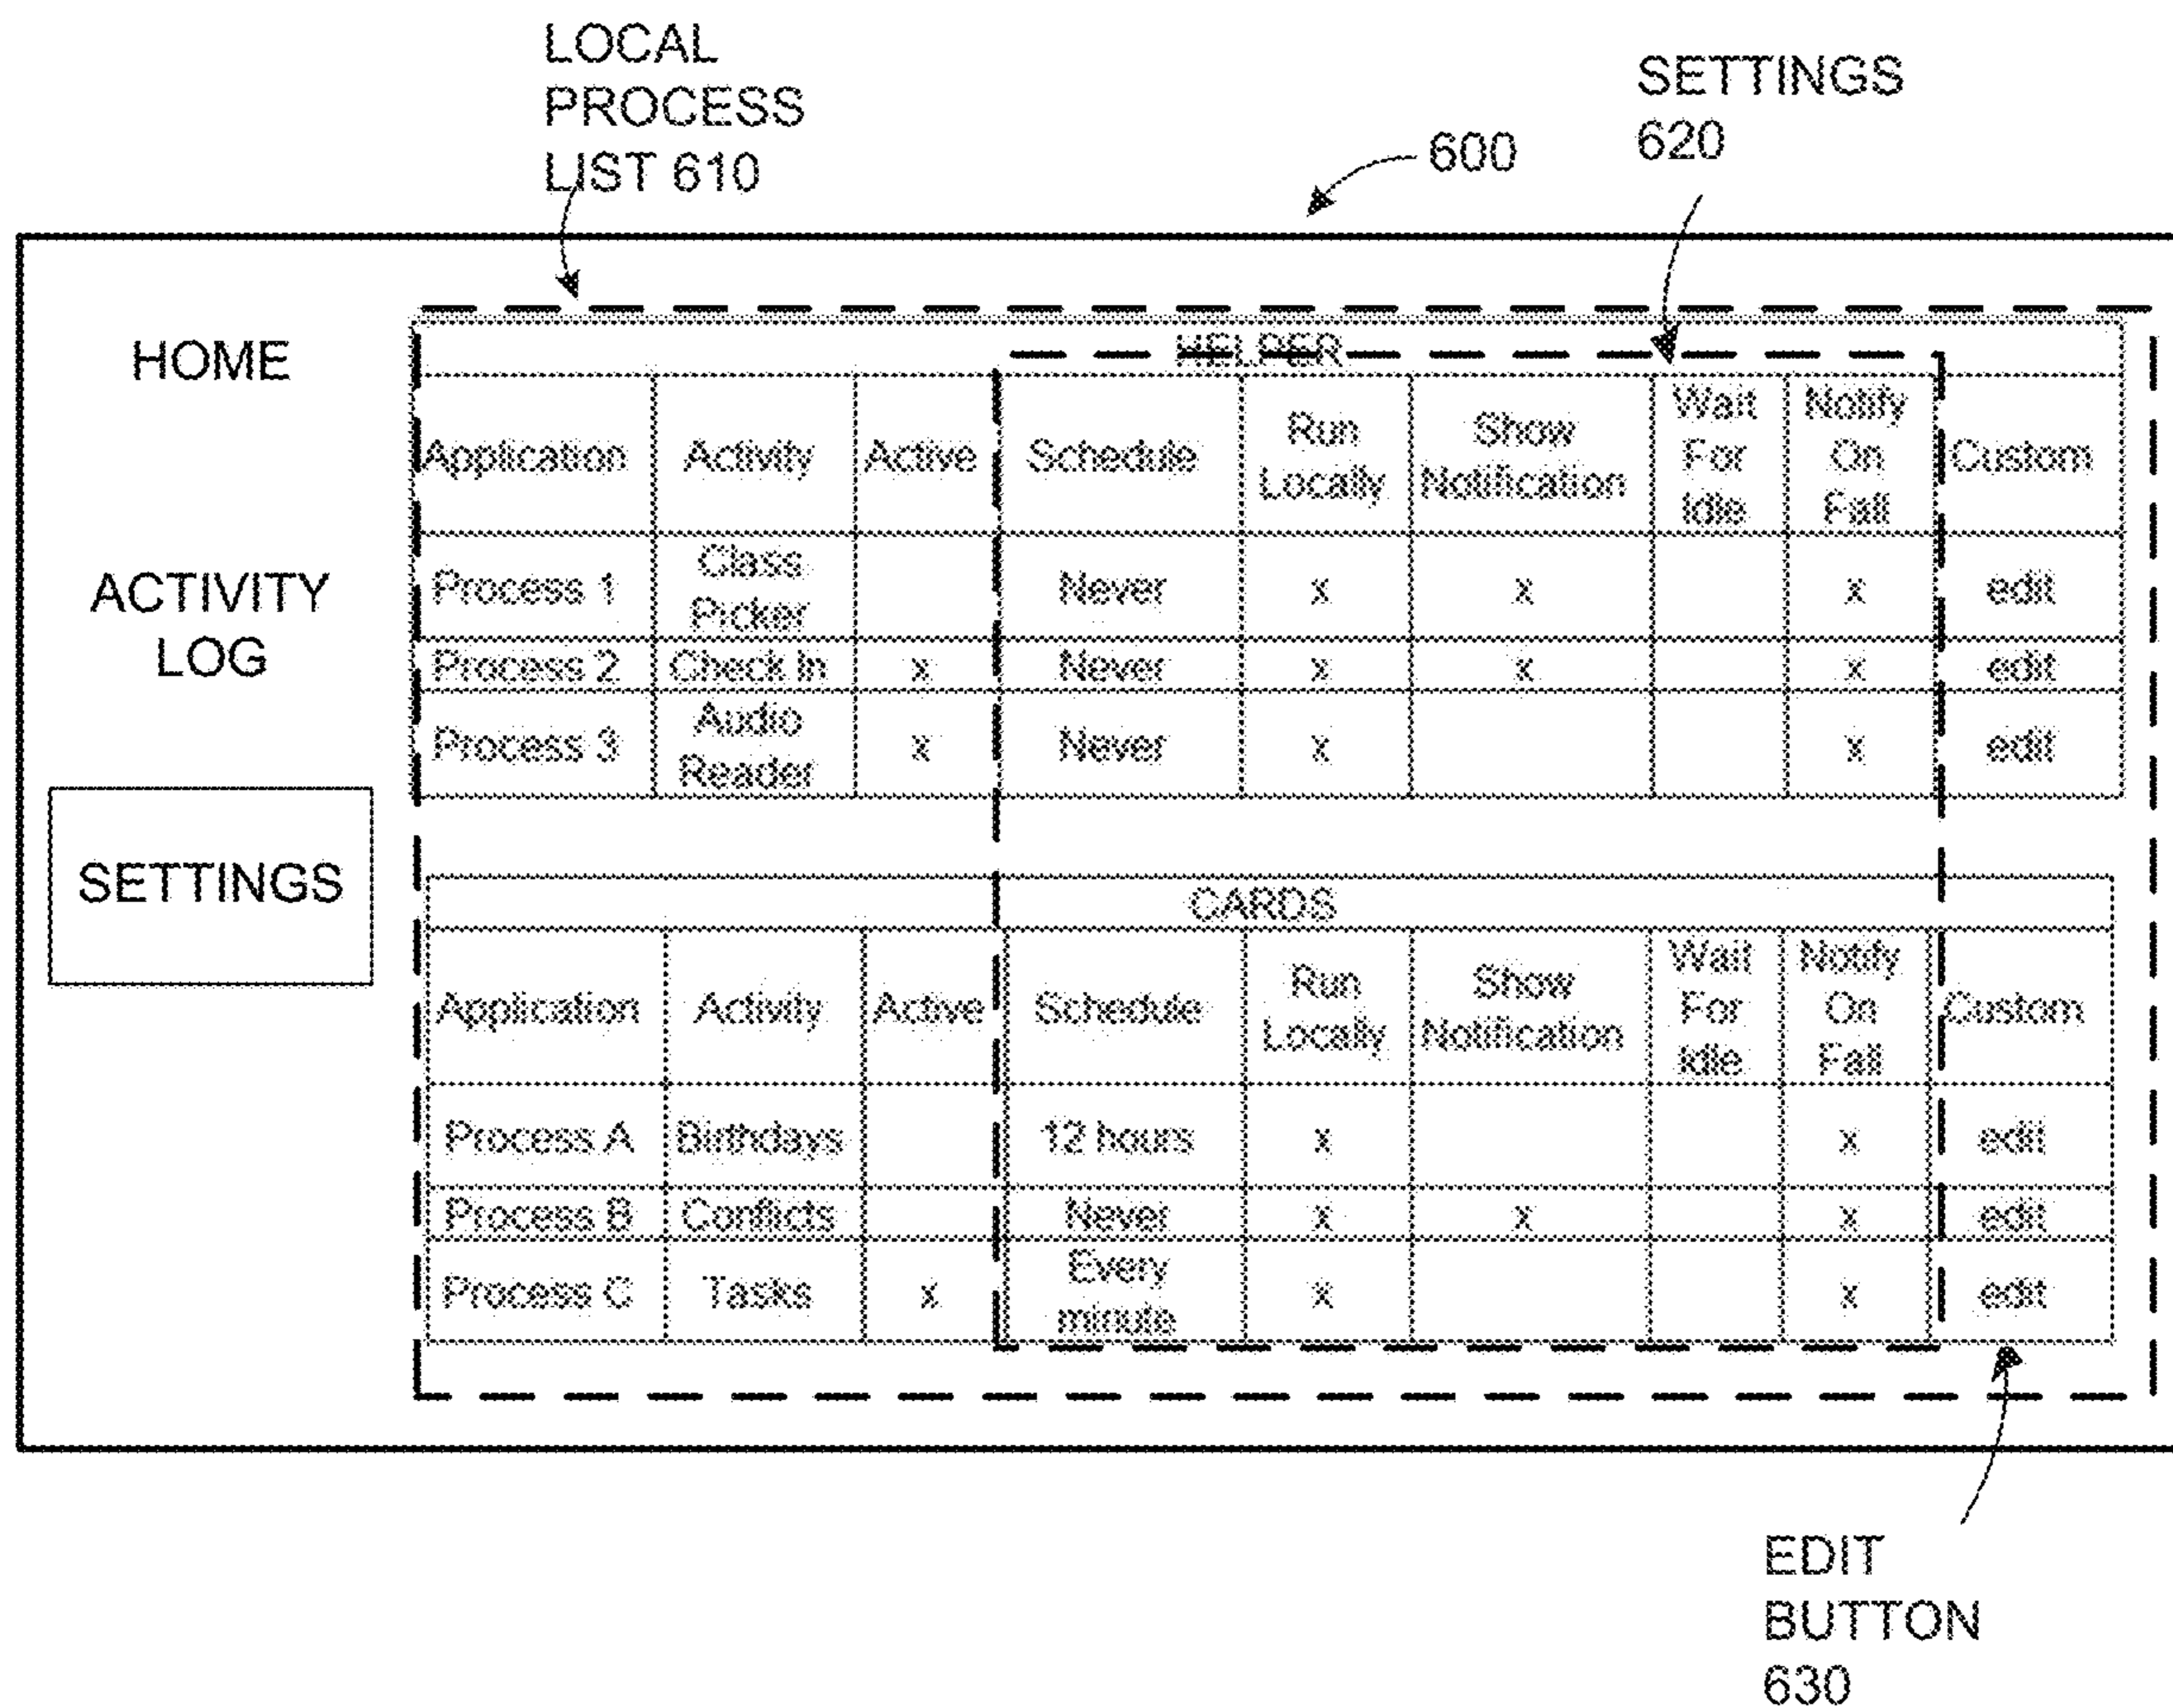 LOCAL
PROCESS
LIST 610
SETTINGS
620
600
HOME
ACTIVITY
LOG
SETTINGS
HELPER
Application Activity Active Schedule Run Locally Show Notification Wait For Idle Notify On Fail Custom
Process 1 Class Picker Never x x x edit
Process 2 Check In x Never x x x edit
Process 3 Audio Reader x Never x x edit
CARDS
Application Activity Active Schedule Run Locally Show Notification Wait For Idle Notify On Fail Custom
Process A Birthdays 12 hours x x edit
Process B Conflicts Never x x x edit
Process C Tasks x Every minute x x edit
EDIT
BUTTON
630